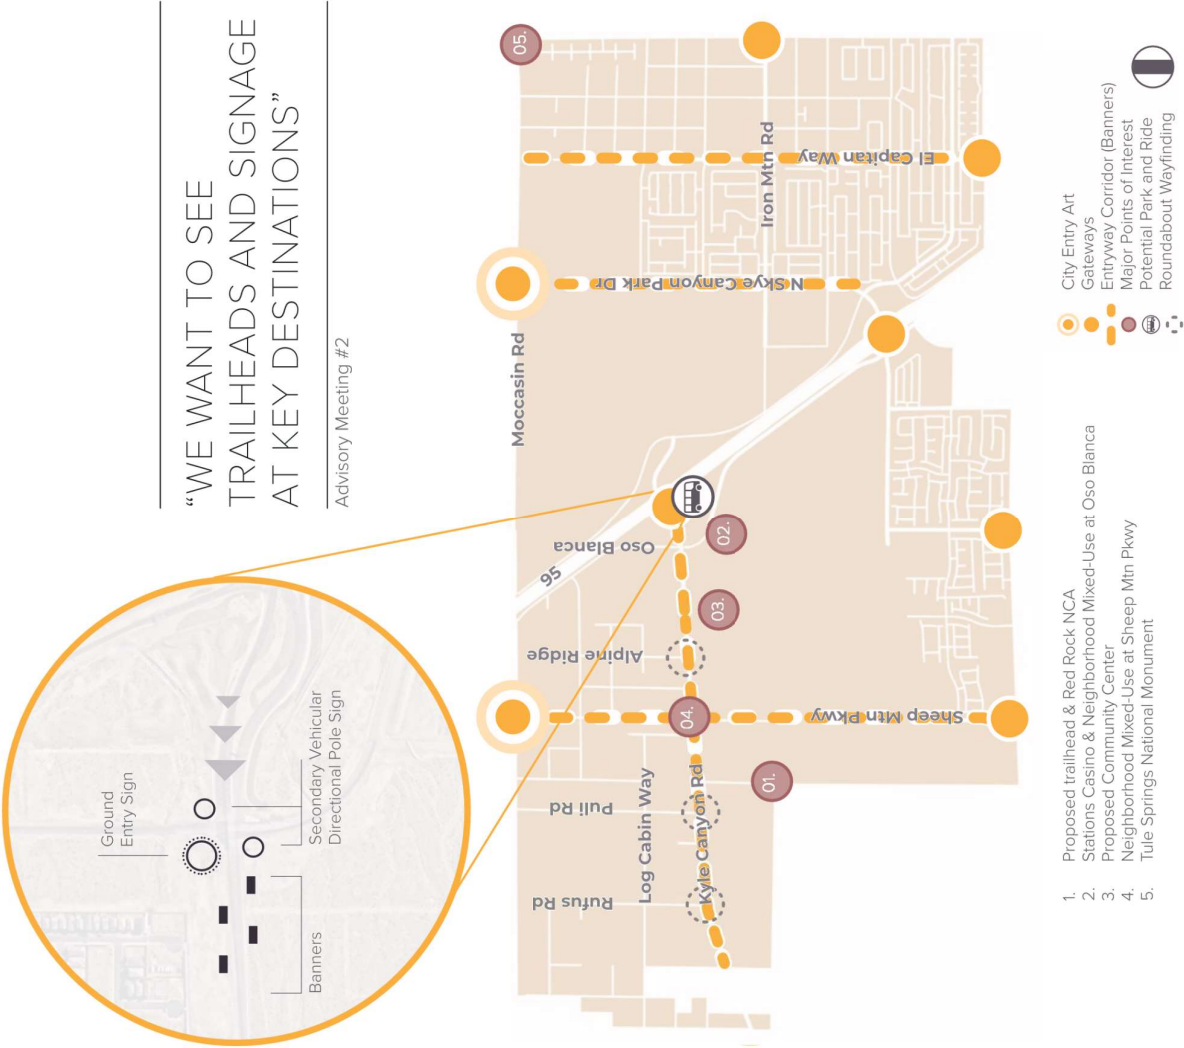 “WE WANT TO SEE
TRAILHEADS AND SIGNAGE
AT KEY DESTINATIONS”
Advisory Meeting #2
Ground
Entry Sign
Secondary Vehicular
Directional Pole Sign
Banners
Moccasin Rd
Iron Mtn Rd
El Capitan Way
N Skye Canyon Park Dr
95
Oso Blanca
Alpine Ridge
Sheep Mtn Pkwy
Puli Rd
Log Cabin Way
Kyle Canyon Rd
Rufus Rd
05.
02.
03.
04.
01.
1. Proposed trailhead & Red Rock NCA
2. Stations Casino & Neighborhood Mixed-Use at Oso Blanca
3. Proposed Community Center
4. Neighborhood Mixed-Use at Sheep Mtn Pkwy
5. Tule Springs National Monument
City Entry Art
Gateways
Entryway Corridor (Banners)
Major Points of Interest
Potential Park and Ride
Roundabout Wayfinding